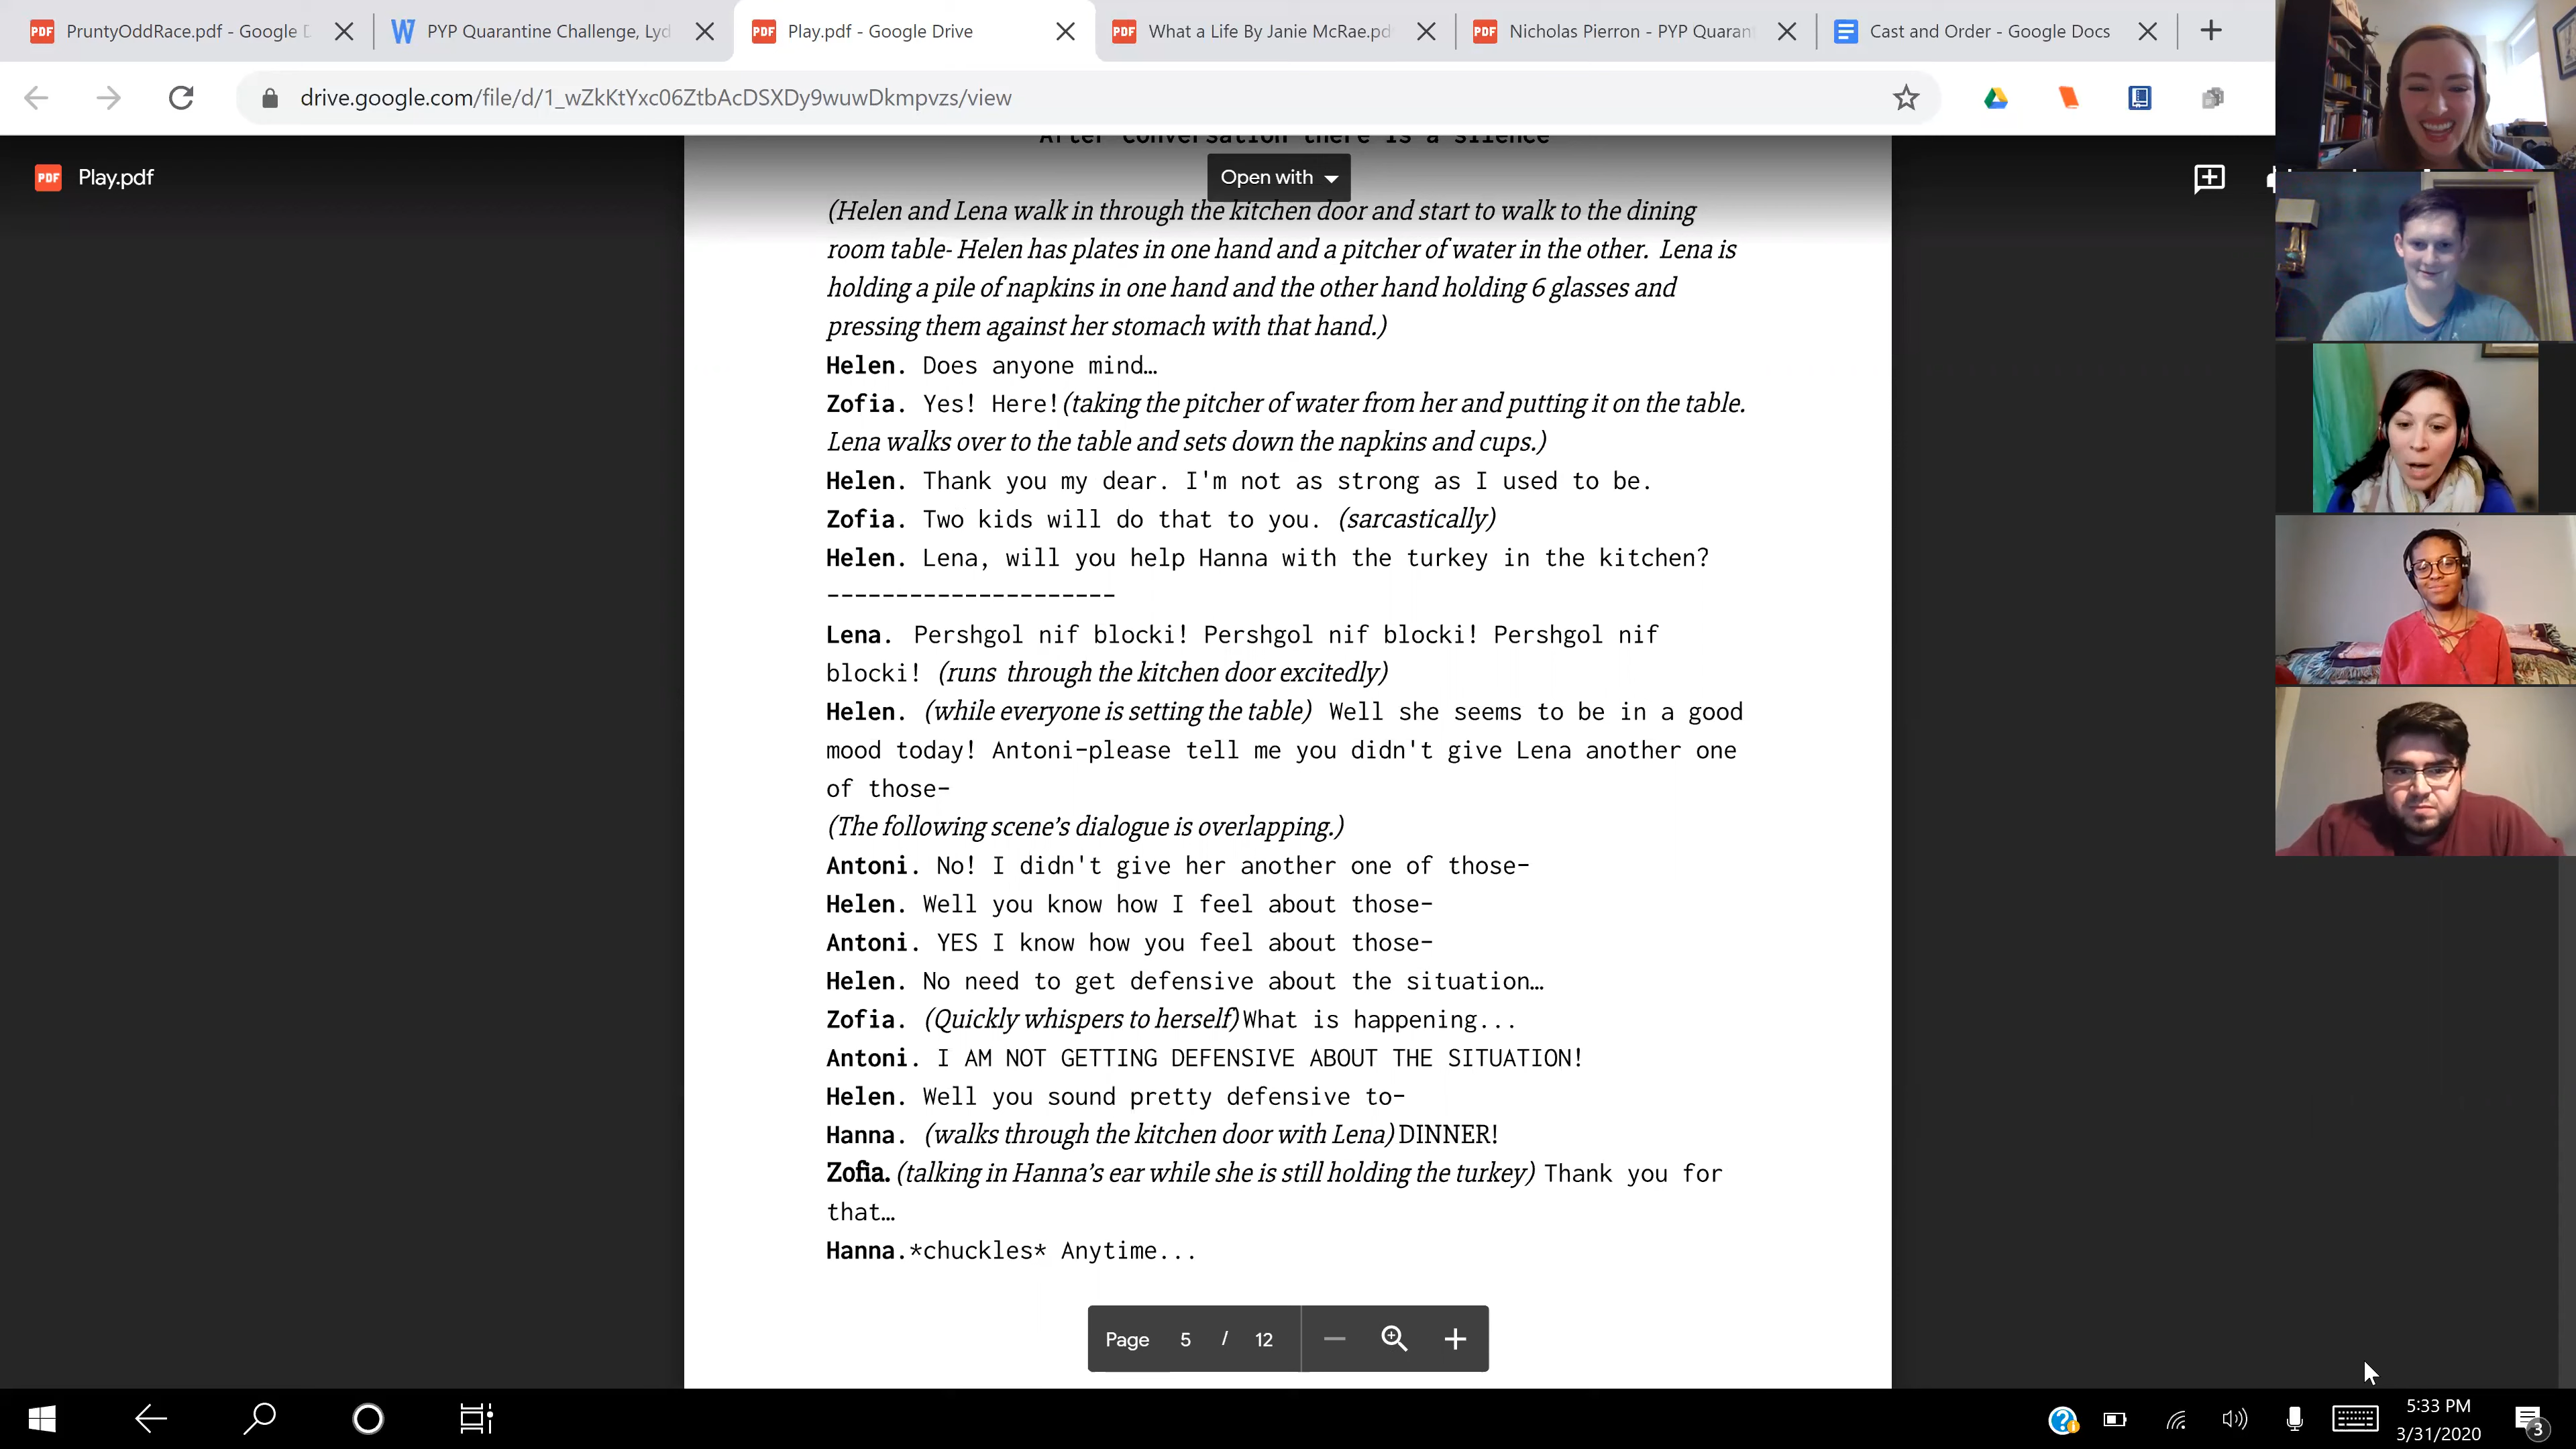 PDF PruntyOddRace.pdf - Google D
PYP Quarantine Challenge, Lyd
PDF Play.pdf - Google Drive
PDF What a Life By Janie McRae.pd
PDF Nicholas Pierron - PYP Quaran
Cast and Order - Google Docs
drive.google.com/file/d/1_wZkKtYxc06ZtbAcDSXDy9wuwDkmpvzs/view
PDF Play.pdf
After conversation there is a silence
Open with
(Helen and Lena walk in through the kitchen door and start to walk to the dining
room table- Helen has plates in one hand and a pitcher of water in the other. Lena is
holding a pile of napkins in one hand and the other hand holding 6 glasses and
pressing them against her stomach with that hand.)
Helen. Does anyone mind…
Zofia. Yes! Here!(taking the pitcher of water from her and putting it on the table.
Lena walks over to the table and sets down the napkins and cups.)
Helen. Thank you my dear. I'm not as strong as I used to be.
Zofia. Two kids will do that to you. (sarcastically)
Helen. Lena, will you help Hanna with the turkey in the kitchen?
---------------------
Lena. Pershgol nif blocki! Pershgol nif blocki! Pershgol nif
blocki! (runs through the kitchen door excitedly)
Helen. (while everyone is setting the table) Well she seems to be in a good
mood today! Antoni-please tell me you didn't give Lena another one
of those-
(The following scene's dialogue is overlapping.)
Antoni. No! I didn't give her another one of those-
Helen. Well you know how I feel about those-
Antoni. YES I know how you feel about those-
Helen. No need to get defensive about the situation…
Zofia. (Quickly whispers to herself)What is happening...
Antoni. I AM NOT GETTING DEFENSIVE ABOUT THE SITUATION!
Helen. Well you sound pretty defensive to-
Hanna. (walks through the kitchen door with Lena) DINNER!
Zofia. (talking in Hanna's ear while she is still holding the turkey) Thank you for
that…
Hanna.*chuckles* Anytime...
Page 5 / 12
5:33 PM
3/31/2020
3